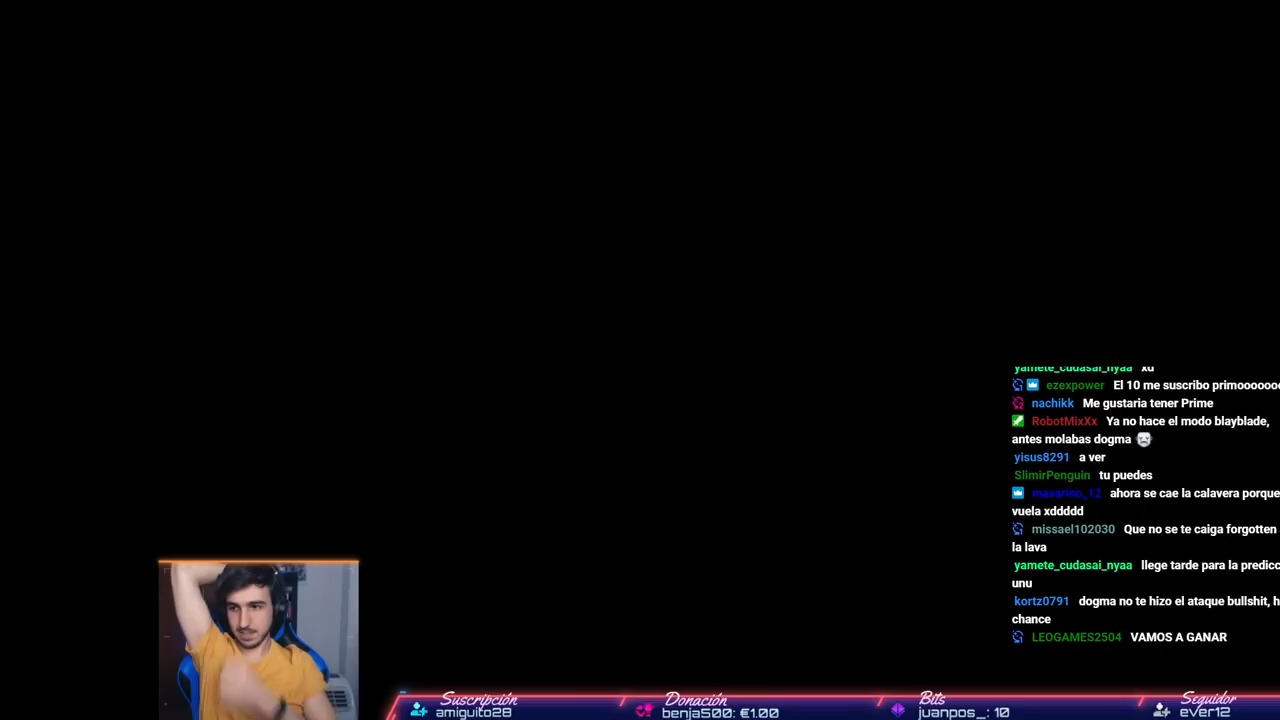 yamete_cudasai_nyaa xd
ezexpower El 10 me suscribo primooooooo
nachikk Me gustaria tener Prime
RobotMixXx Ya no hace el modo blayblade,
antes molabas dogma
yisus8291 a ver
SlimirPenguin tu puedes
maxarino_12 ahora se cae la calavera porque
vuela xddddd
missael102030 Que no se te caiga forgotten
la lava
yamete_cudasai_nyaa llege tarde para la predicc
unu
kortz0791 dogma no te hizo el ataque bullshit, h
chance
LEOGAMES2504 VAMOS A GANAR
Suscripción
amiguito28
Donación
benja500: €1.00
Bits
juanpos_: 10
Seguidor
ever12